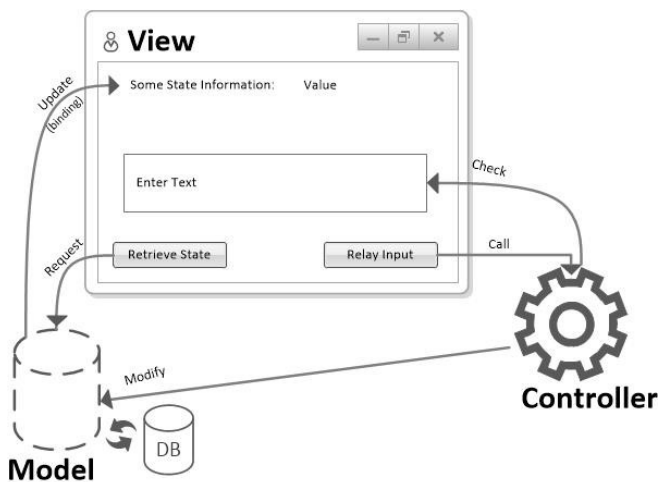 View
Update
(binding)
Some State Information: Value
Enter Text
Check
Request
Retrieve State
Relay Input
Call
Modify
Controller
DB
Model